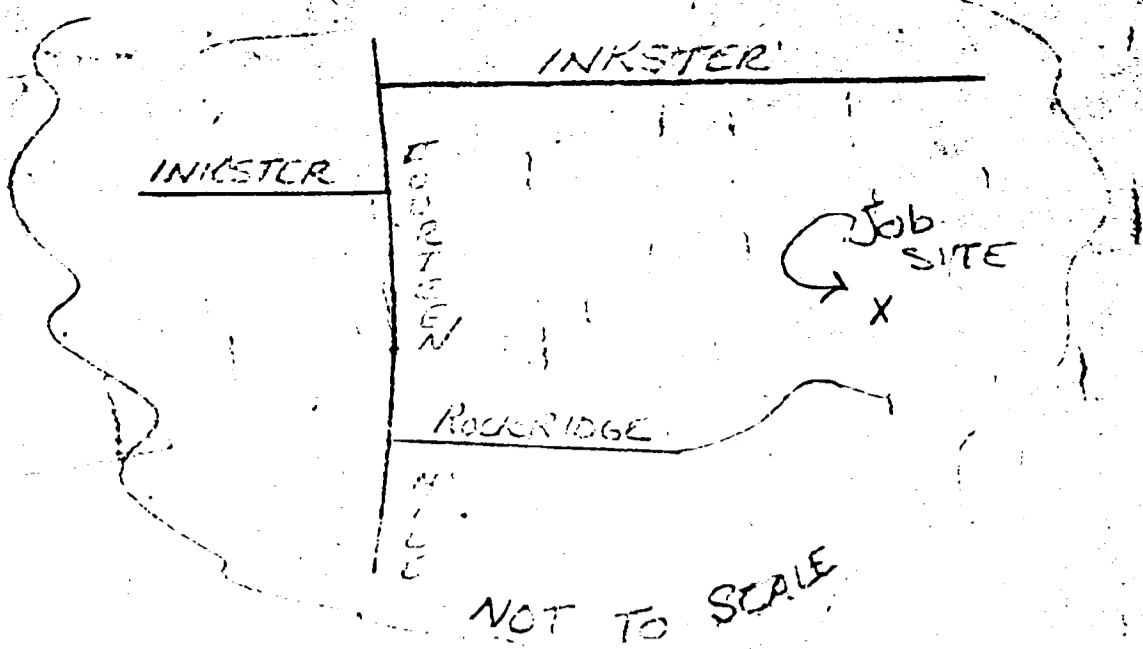 INKSTER
INKSTER
FOURTEEN
Job
SITE
X
ROCKRIDGE
MILE
NOT TO SCALE